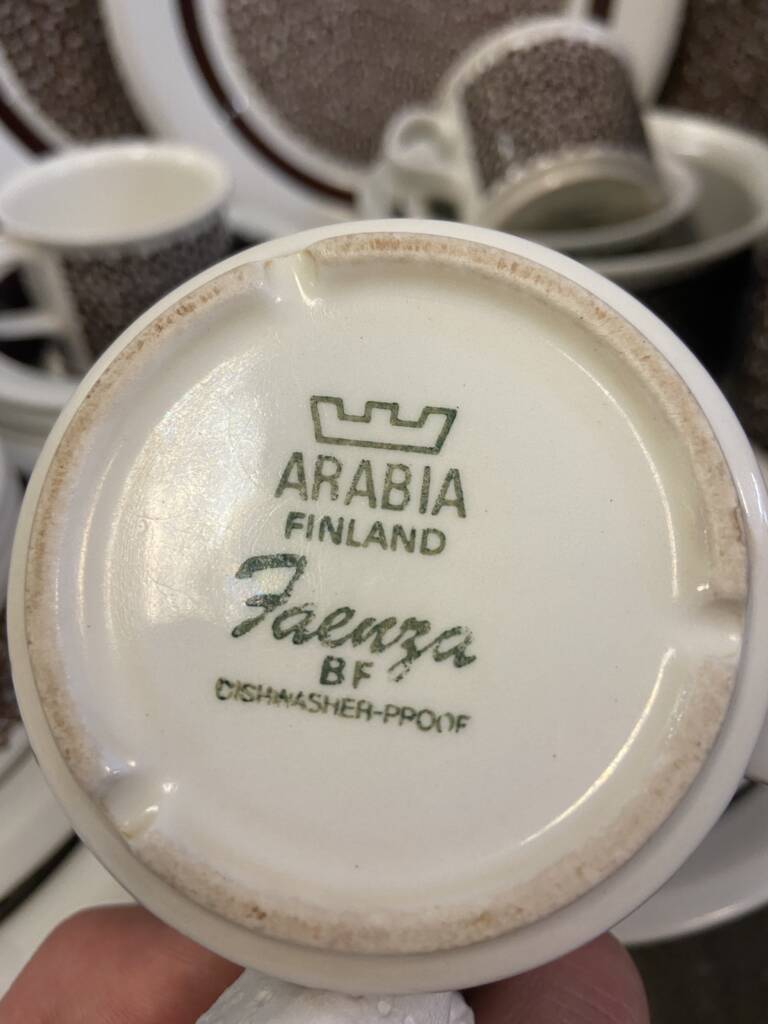 ARABIA
FINLAND
Faenza
BF
DISHWASHER-PROOF